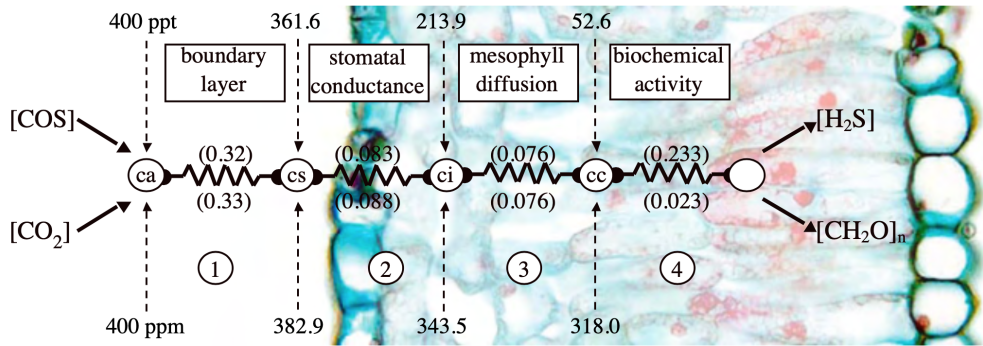 400 ppt 361.6 213.9 52.6
boundary layer
stomatal conductance
mesophyll diffusion
biochemical activity
[COS] [H₂S]
(0.32) (0.083) (0.076) (0.233)
ca cs ci cc
(0.33) (0.088) (0.076) (0.023)
[CO₂] [CH₂O]n
1 2 3 4
400 ppm 382.9 343.5 318.0